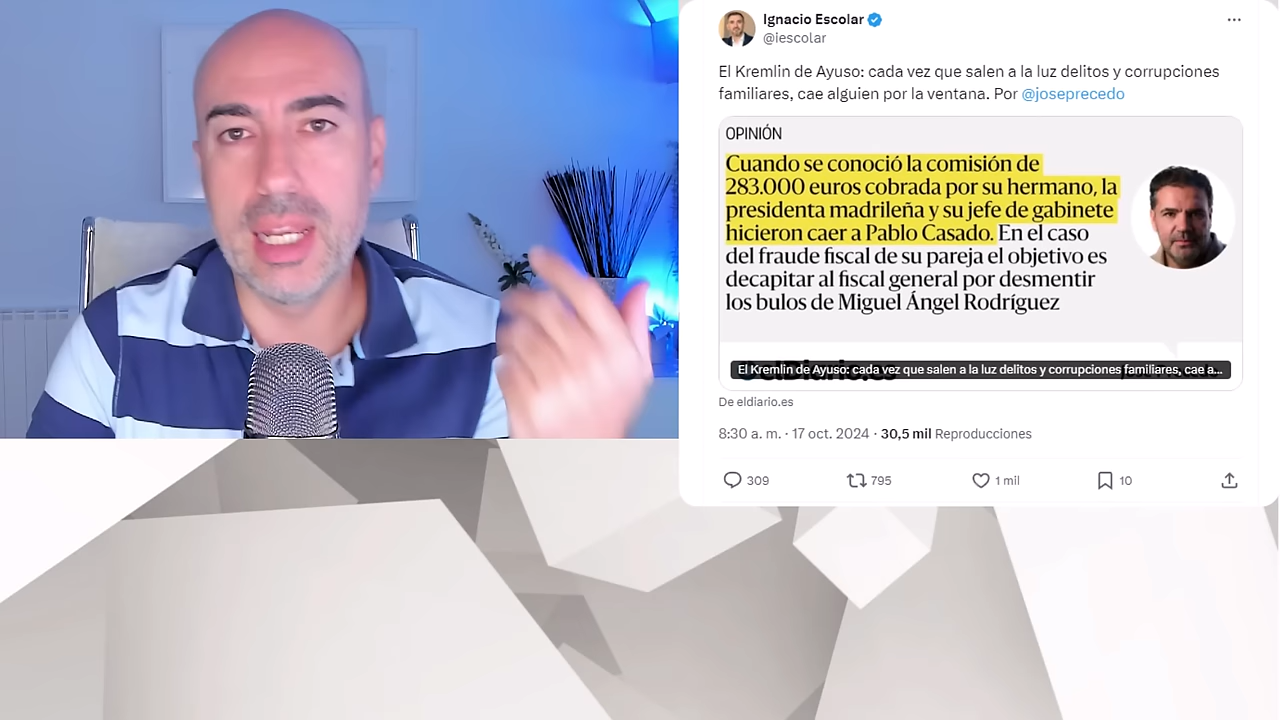 Ignacio Escolar
@iescolar
El Kremlin de Ayuso: cada vez que salen a la luz delitos y corrupciones
familiares, cae alguien por la ventana. Por @joseprecedo
OPINIÓN
Cuando se conoció la comisión de
283.000 euros cobrada por su hermano, la
presidenta madrileña y su jefe de gabinete
hicieron caer a Pablo Casado. En el caso
del fraude fiscal de su pareja el objetivo es
decapitar al fiscal general por desmentir
los bulos de Miguel Ángel Rodríguez
El Kremlin de Ayuso: cada vez que salen a la luz delitos y corrupciones familiares, cae a...
De eldiario.es
8:30 a. m. · 17 oct. 2024 · 30,5 mil Reproducciones
309 795 1 mil 10